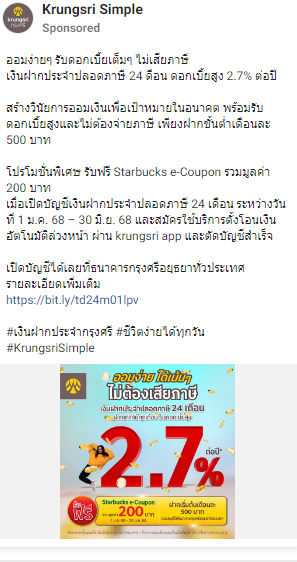 Krungsri Simple
Sponsored
ออมง่ายๆ รับดอกเบี้ยเต็มๆ ไม่เสียภาษี
เงินฝากประจำปลอดภาษี 24 เดือน ดอกเบี้ยสูง 2.7% ต่อปี
สร้างวินัยการออมเงินเพื่อเป้าหมายในอนาคต พร้อมรับ
ดอกเบี้ยสูงและไม่ต้องจ่ายภาษี เพียงฝากขั้นต่ำเดือนละ
500 บาท
โปรโมชั่นพิเศษ รับฟรี Starbucks e-Coupon รวมมูลค่า
200 บาท
เมื่อเปิดบัญชีเงินฝากประจำปลอดภาษี 24 เดือน ระหว่างวัน
ที่ 1 ม.ค. 68 – 30 มิ.ย. 68 และสมัครใช้บริการตั้งโอนเงิน
อัตโนมัติล่วงหน้า ผ่าน krungsri app และตัดบัญชีสำเร็จ
เปิดบัญชีได้เลยที่ธนาคารกรุงศรีอยุธยาทั่วประเทศ
รายละเอียดเพิ่มเติม
https://bit.ly/td24m01lpv
#เงินฝากประจำกรุงศรี #ชีวิตง่ายได้ทุกวัน
#KrungsriSimple
ออมง่าย ได้เน้นๆ
ไม่ต้องเสียภาษี
เงินฝากประจำปลอดภาษี 24 เดือน
2.7%
ต่อปี*
รับ
ฟรี
Starbucks e-Coupon
200 บาท
ฝากเริ่มต้นเดือนละ
500 บาท